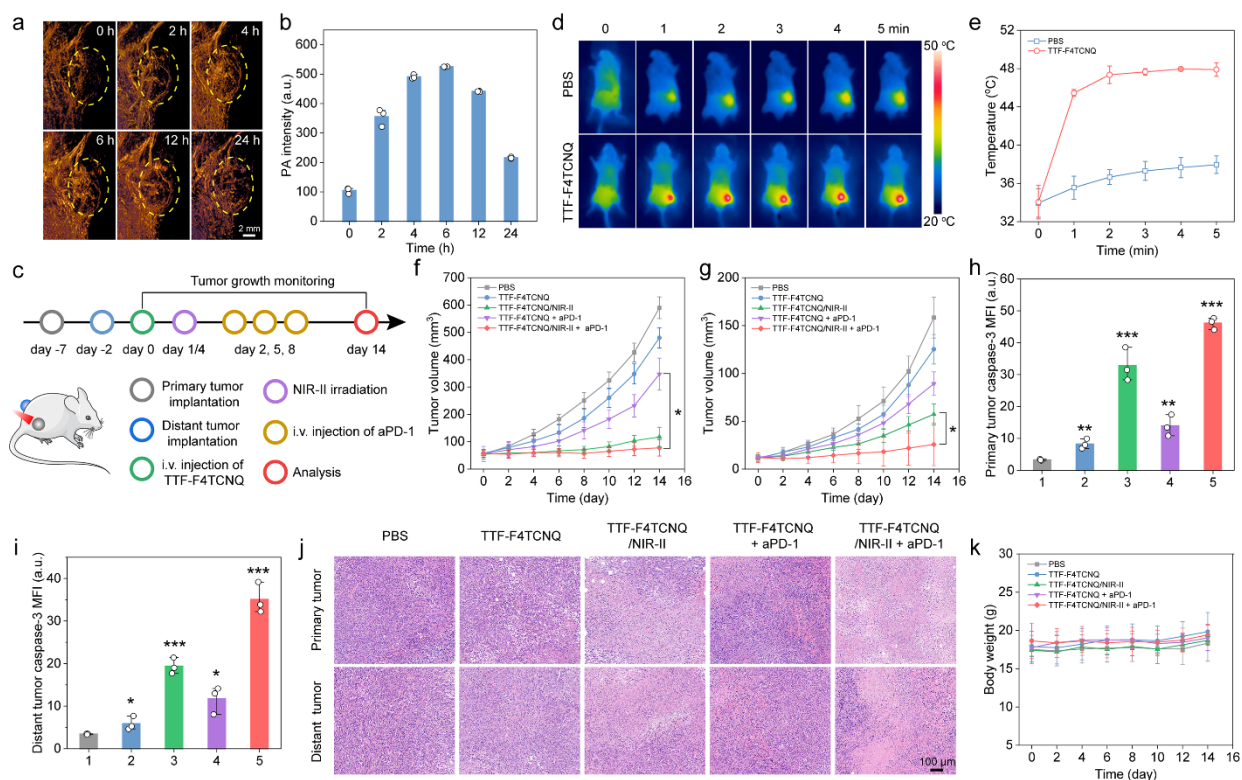 a
0 h
2 h
4 h
6 h
12 h
24 h
2 mm
b
PA intensity (a.u.)
600
500
400
300
200
100
0
0 2 4 6 12 24
Time (h)
d
0 1 2 3 4 5 min
PBS
TTF-F4TCNQ
50 °C
20 °C
e
PBS
TTF-F4TCNQ
Temperature (°C)
52
48
44
40
36
32
0 1 2 3 4 5
Time (min)
c
Tumor growth monitoring
day -7 day -2 day 0 day 1/4 day 2, 5, 8 day 14
Primary tumor
implantation
Distant tumor
implantation
i.v. injection of
TTF-F4TCNQ
NIR-II irradiation
i.v. injection of aPD-1
Analysis
f
Tumor volume (mm³)
700
600
500
400
300
200
100
0
PBS
TTF-F4TCNQ
TTF-F4TCNQ/NIR-II
TTF-F4TCNQ + aPD-1
TTF-F4TCNQ/NIR-II + aPD-1
*
0 2 4 6 8 10 12 14 16
Time (day)
g
Tumor volume (mm³)
200
150
100
50
0
PBS
TTF-F4TCNQ
TTF-F4TCNQ/NIR-II
TTF-F4TCNQ + aPD-1
TTF-F4TCNQ/NIR-II + aPD-1
*
0 2 4 6 8 10 12 14 16
Time (day)
h
Primary tumor caspase-3 MFI (a.u.)
60
50
40
30
20
10
0
**
***
**
***
1 2 3 4 5
i
Distant tumor caspase-3 MFI (a.u.)
40
30
20
10
0
*
***
*
***
1 2 3 4 5
j
PBS
TTF-F4TCNQ
TTF-F4TCNQ
/NIR-II
TTF-F4TCNQ
+ aPD-1
TTF-F4TCNQ
/NIR-II + aPD-1
Primary tumor
Distant tumor
100 μm
k
Body weight (g)
30
25
20
15
10
5
0
PBS
TTF-F4TCNQ
TTF-F4TCNQ/NIR-II
TTF-F4TCNQ + aPD-1
TTF-F4TCNQ/NIR-II + aPD-1
0 2 4 6 8 10 12 14 16
Time (day)